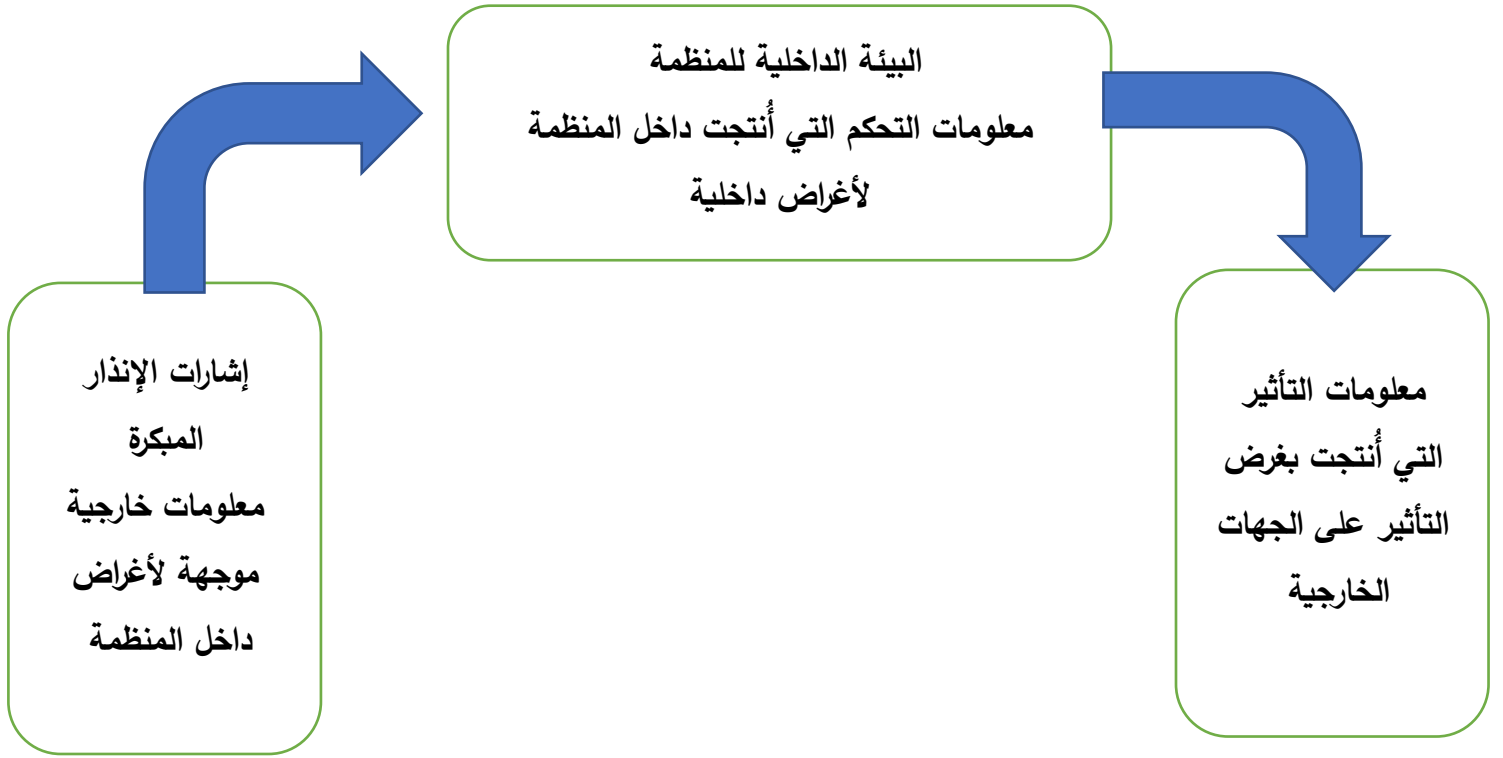 البيئة الداخلية للمنظمة
معلومات التحكم التي أُنتجت داخل المنظمة
لأغراض داخلية
إشارات الإنذار
المبكرة
معلومات خارجية
موجهة لأغراض
داخل المنظمة
معلومات التأثير
التي أُنتجت بغرض
التأثير على الجهات
الخارجية